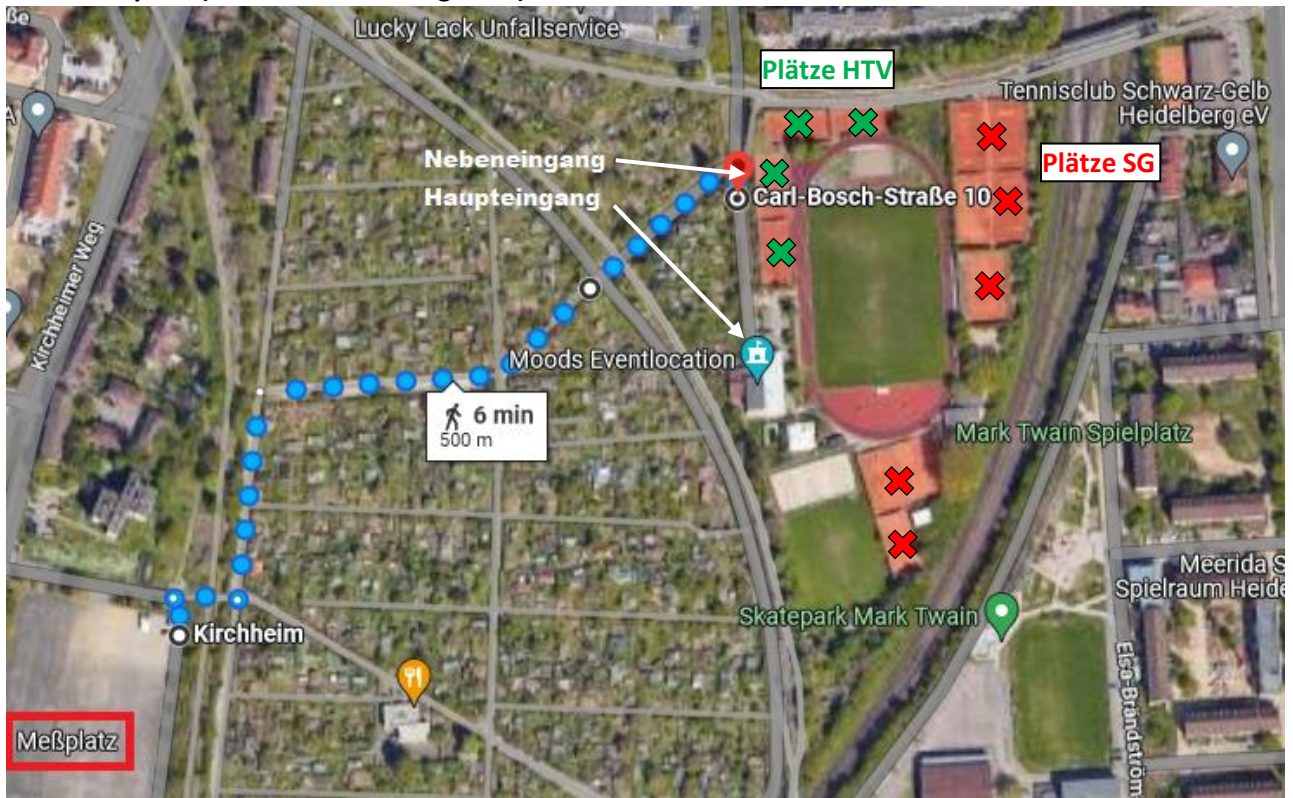 Lucky Lack Unfallservice
Plätze HTV
Tennisclub Schwarz-Gelb
Heidelberg eV
A
Plätze SG
Nebeneingang
Haupteingang
Carl-Bosch-Straße 10
Kirchheimer Weg
Moods Eventlocation
6 min
500 m
Mark Twain Spielplatz
Meerida S
Spielraum Heide
Skatepark Mark Twain
Kirchheim
Elsa-Brändström
Meßplatz